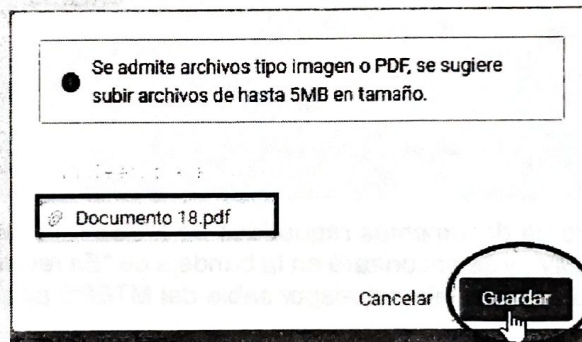 Se admite archivos tipo imagen o PDF, se sugiere
subir archivos de hasta 5MB en tamaño.
Documento 18.pdf
Cancelar
Guardar